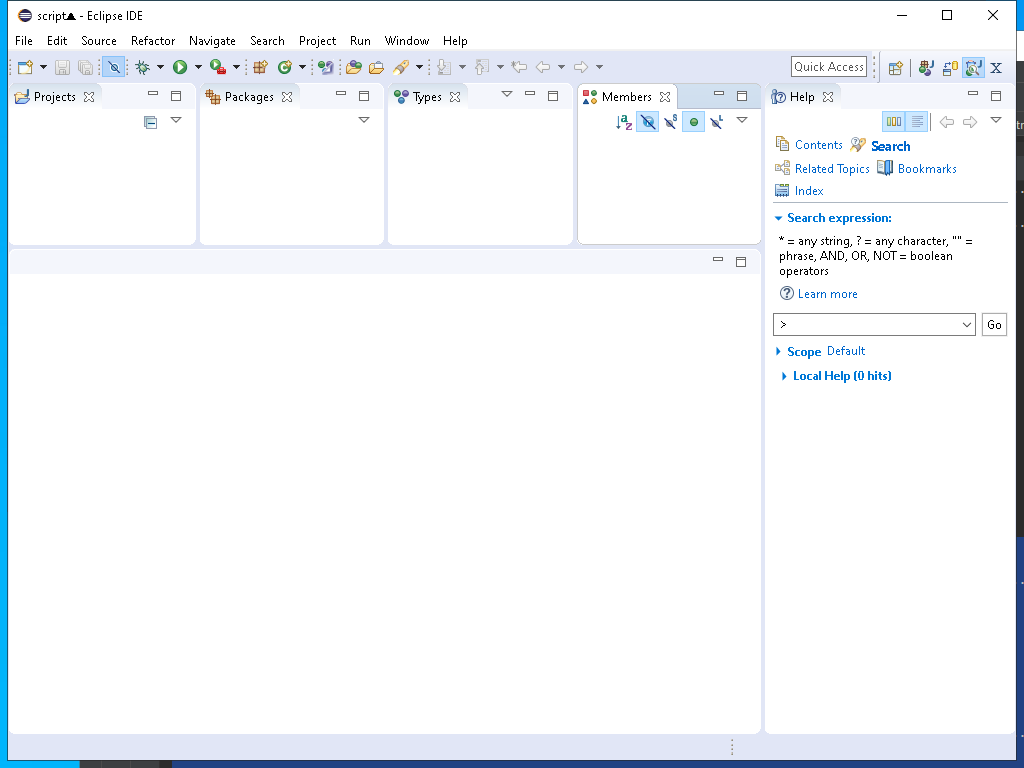 script▲ - Eclipse IDE
File Edit Source Refactor Navigate Search Project Run Window Help
Quick Access
Projects
Packages
Types
Members
Help
Contents
Search
Related Topics
Bookmarks
Index
Search expression:
* = any string, ? = any character, "" =
phrase, AND, OR, NOT = boolean
operators
Learn more
>
Go
Scope Default
Local Help (0 hits)